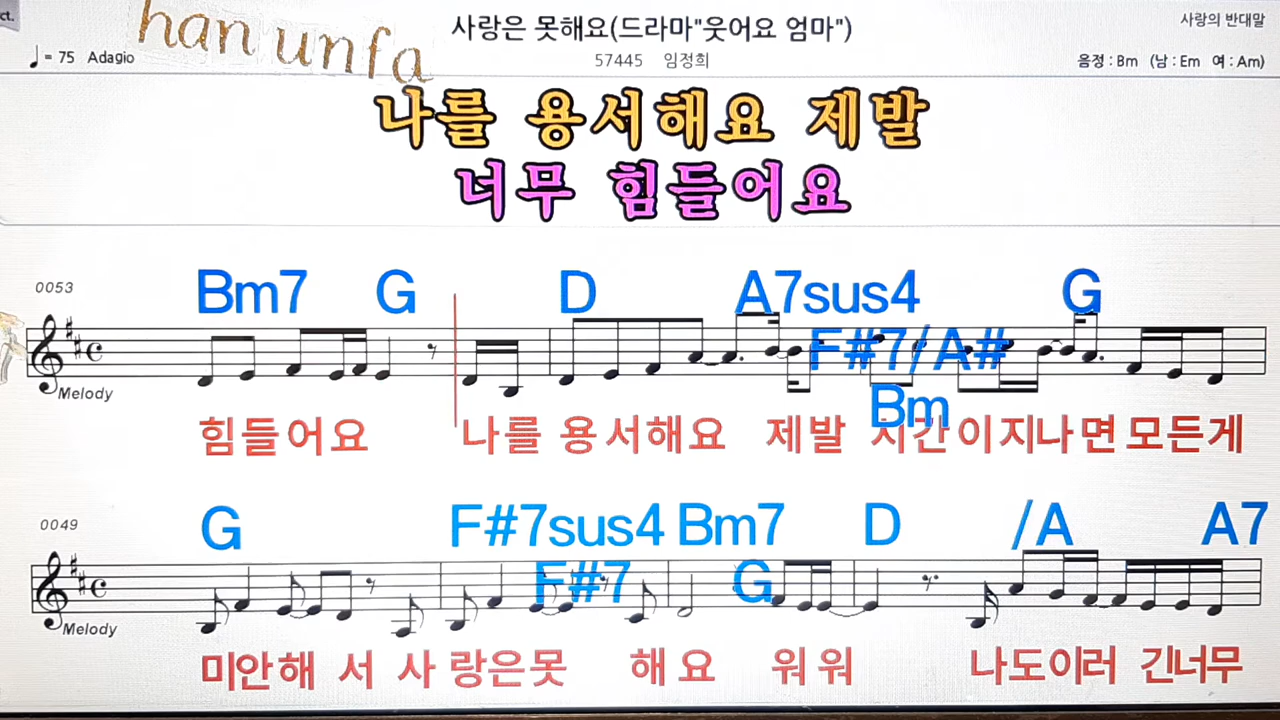 ct.
han unfa
사랑은 못해요(드라마"웃어요 엄마")
사랑의 반대말
♩ = 75 Adagio
57445 임정희
음정 : Bm (남 : Em 여 : Am)
나를 용서해요 제발
너무 힘들어요
0053
Bm7 G D A7sus4 G
F#7/A#
Melody
Bm
힘들어요 나를 용서해요 제발 시간이지나면 모든게
0049
G F#7sus4 Bm7 D /A A7
F#7 G
Melody
미안해 서 사 랑은못 해요 워워 나도이러 긴너무